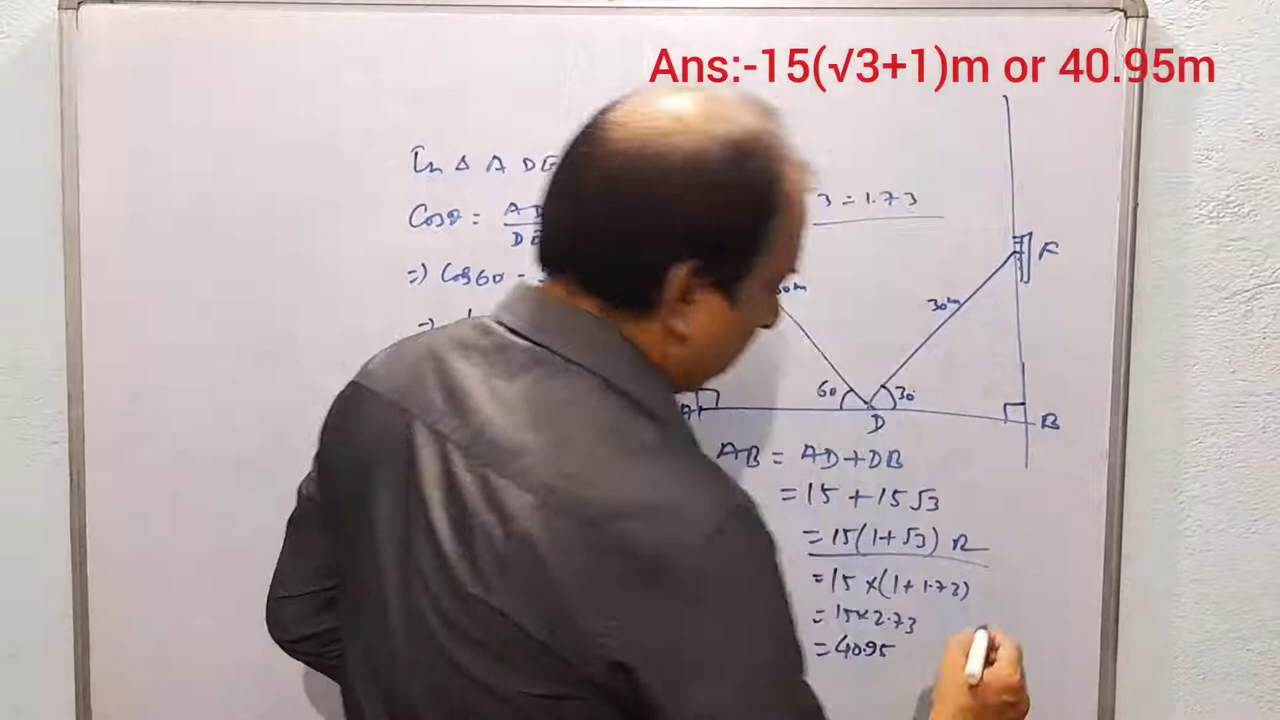 Ans:-15(√3+1)m or 40.95m
In Δ A D E
Cosθ =
=) Cos60 =
3 = 1.73
F
30m
60
30°
D
B
AB = AD+DB
=15 + 15√3
=15(1+√3)
=15 ×(1+1.73)
=15×2.73
=40.95